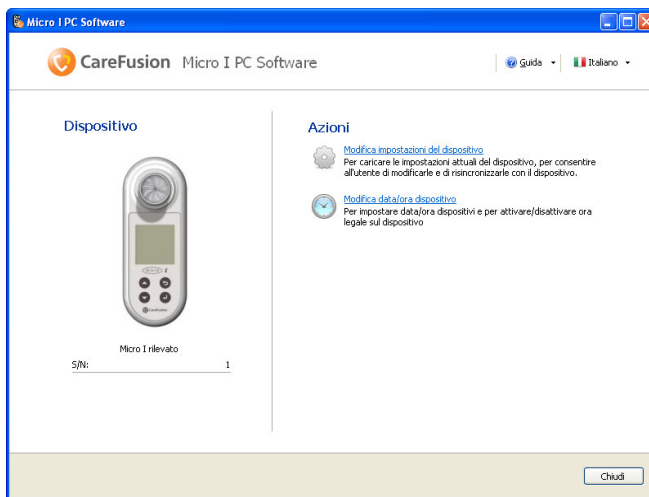 Micro I PC Software
CareFusion Micro I PC Software
Guida
Italiano
Dispositivo
Micro I rilevato
S/N: 1
Azioni
Modifica impostazioni del dispositivo
Per caricare le impostazioni attuali del dispositivo, per consentire
all'utente di modificarle e di risincronizzarle con il dispositivo.
Modifica data/ora dispositivo
Per impostare data/ora dispositivi e per attivare/disattivare ora
legale sul dispositivo
CareFusion
Chiudi